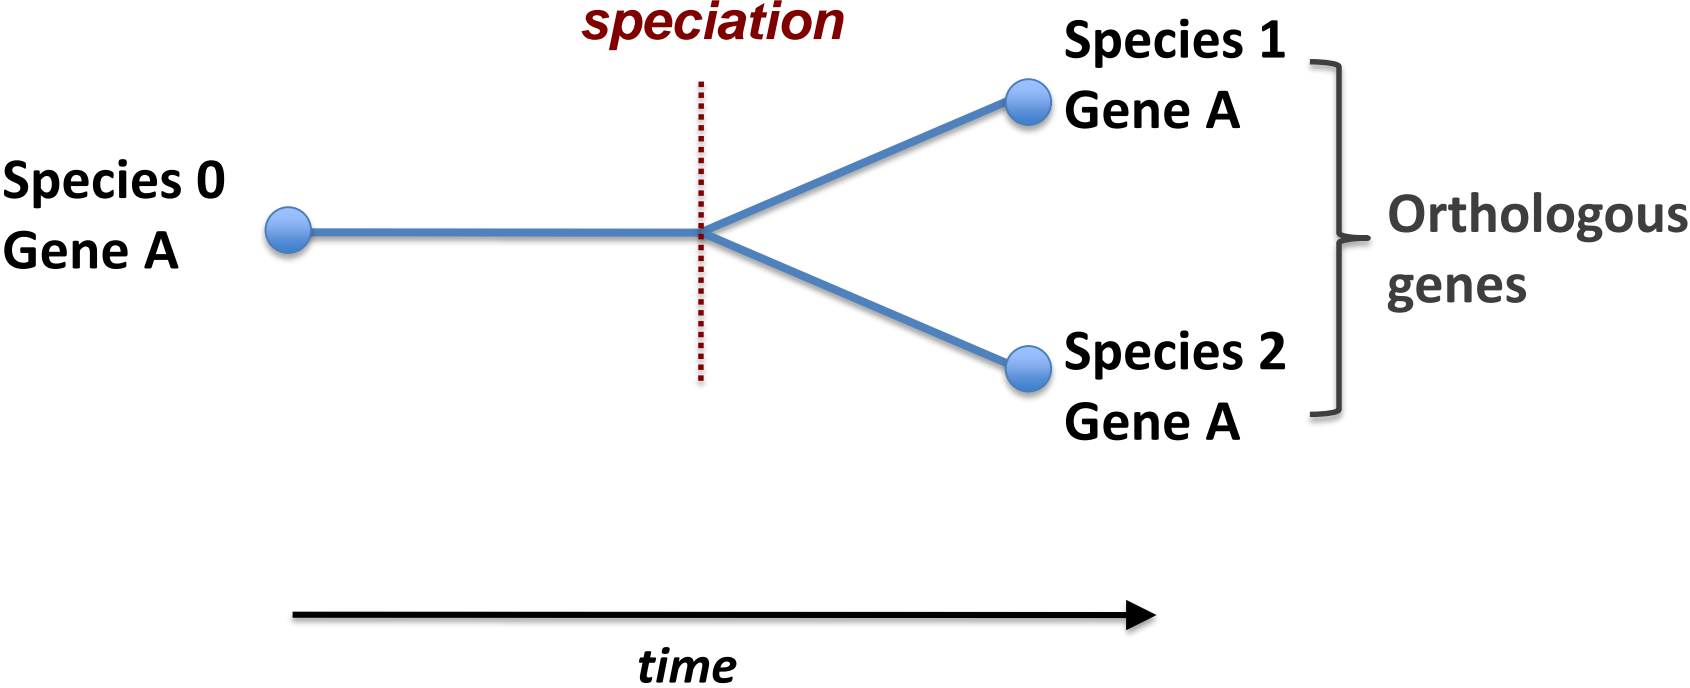 speciation
Species 0
Gene A
Species 1
Gene A
Species 2
Gene A
Orthologous
genes
time